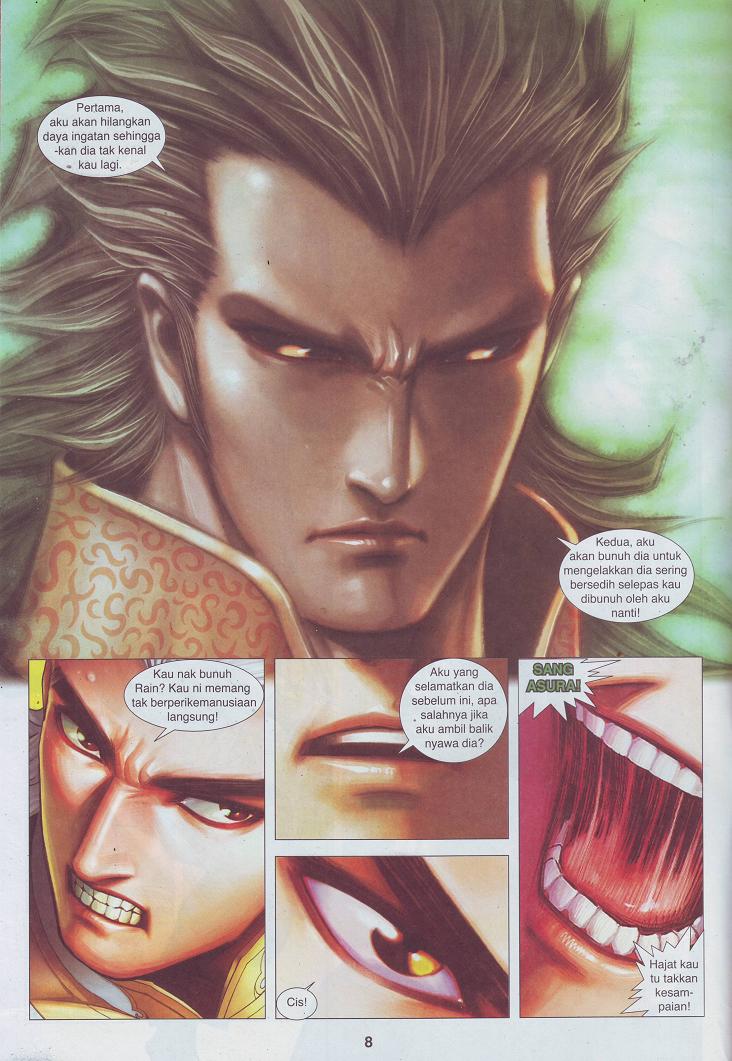 Pertama,
aku akan hilangkan
daya ingatan sehingga
-kan dia tak kenal
kau lagi.
Kedua, aku
akan bunuh dia untuk
mengelakkan dia sering
bersedih selepas kau
dibunuh oleh aku
nanti!
Kau nak bunuh
Rain? Kau ni memang
tak berperikemanusiaan
langsung!
Aku yang
selamatkan dia
sebelum ini, apa
salahnya jika
aku ambil balik
nyawa dia?
Cis!
SANG
ASURA!
Hajat kau
tu takkan
kesam-
paian!
8